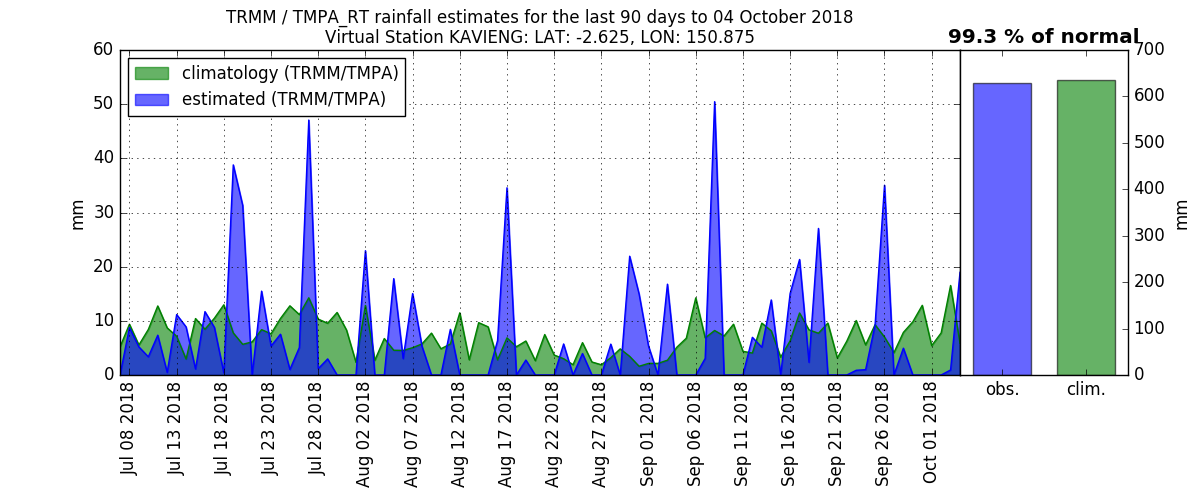 TRMM / TMPA_RT rainfall estimates for the last 90 days to 04 October 2018
Virtual Station KAVIENG: LAT: -2.625, LON: 150.875
99.3 % of normal
climatology (TRMM/TMPA)
estimated (TRMM/TMPA)
60
50
40
30
20
10
0
mm
Jul 08 2018
Jul 13 2018
Jul 18 2018
Jul 23 2018
Jul 28 2018
Aug 02 2018
Aug 07 2018
Aug 12 2018
Aug 17 2018
Aug 22 2018
Aug 27 2018
Sep 01 2018
Sep 06 2018
Sep 11 2018
Sep 16 2018
Sep 21 2018
Sep 26 2018
Oct 01 2018
700
600
500
400
300
200
100
0
mm
obs.
clim.